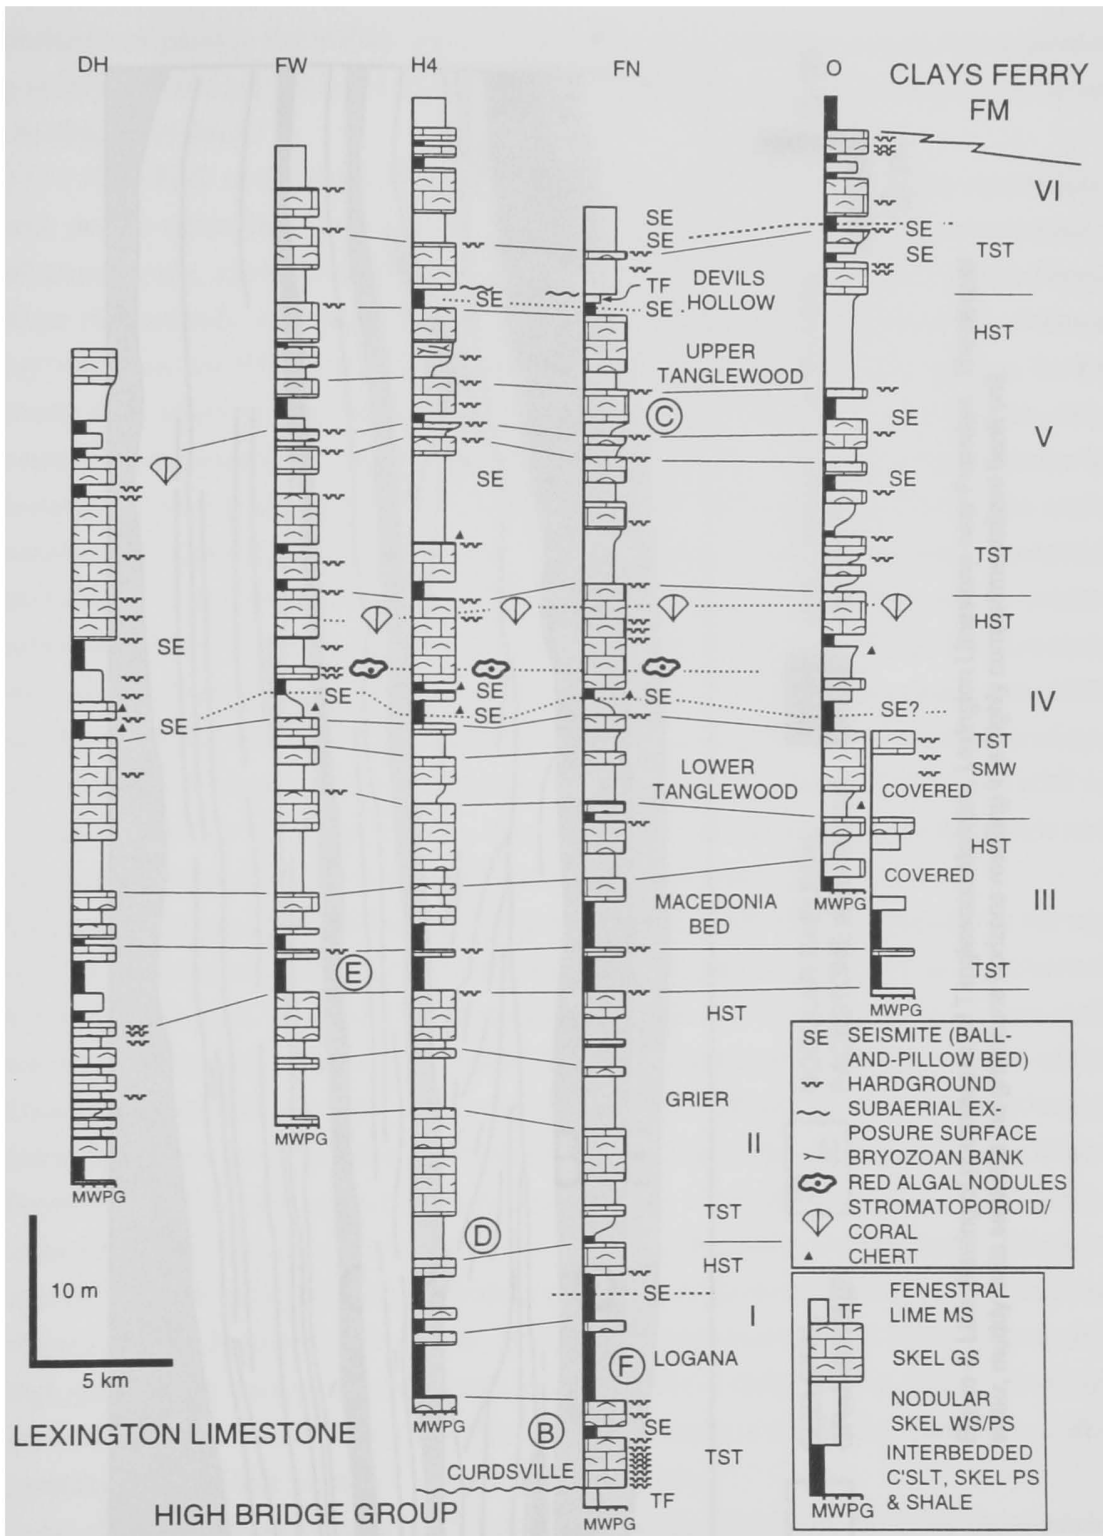 DH
FW
H4
FN
O
CLAYS FERRY
FM
VI
SE
SE
SE
SE
TST
TF
DEVILS
HOLLOW
SE
SE
HST
UPPER
TANGLEWOOD
C
SE
V
SE
SE
TST
HST
SE
SE
SE
SE
SE
SE
SE?
IV
TST
SMW
LOWER
TANGLEWOOD
COVERED
HST
COVERED
MACEDONIA
BED
MWPG
III
E
TST
MWPG
HST
GRIER
MWPG
II
MWPG
TST
D
HST
SE
I
F
LOGANA
MWPG
B
SE
TST
CURDSVILLE
TF
MWPG
10 m
5 km
LEXINGTON LIMESTONE
HIGH BRIDGE GROUP
SE SEISMITE (BALL-
AND-PILLOW BED)
HARDGROUND
SUBAERIAL EX-
POSURE SURFACE
BRYOZOAN BANK
RED ALGAL NODULES
STROMATOPOROID/
CORAL
CHERT
TF FENESTRAL
LIME MS
SKEL GS
NODULAR
SKEL WS/PS
INTERBEDDED
C'SLT, SKEL PS
& SHALE
MWPG